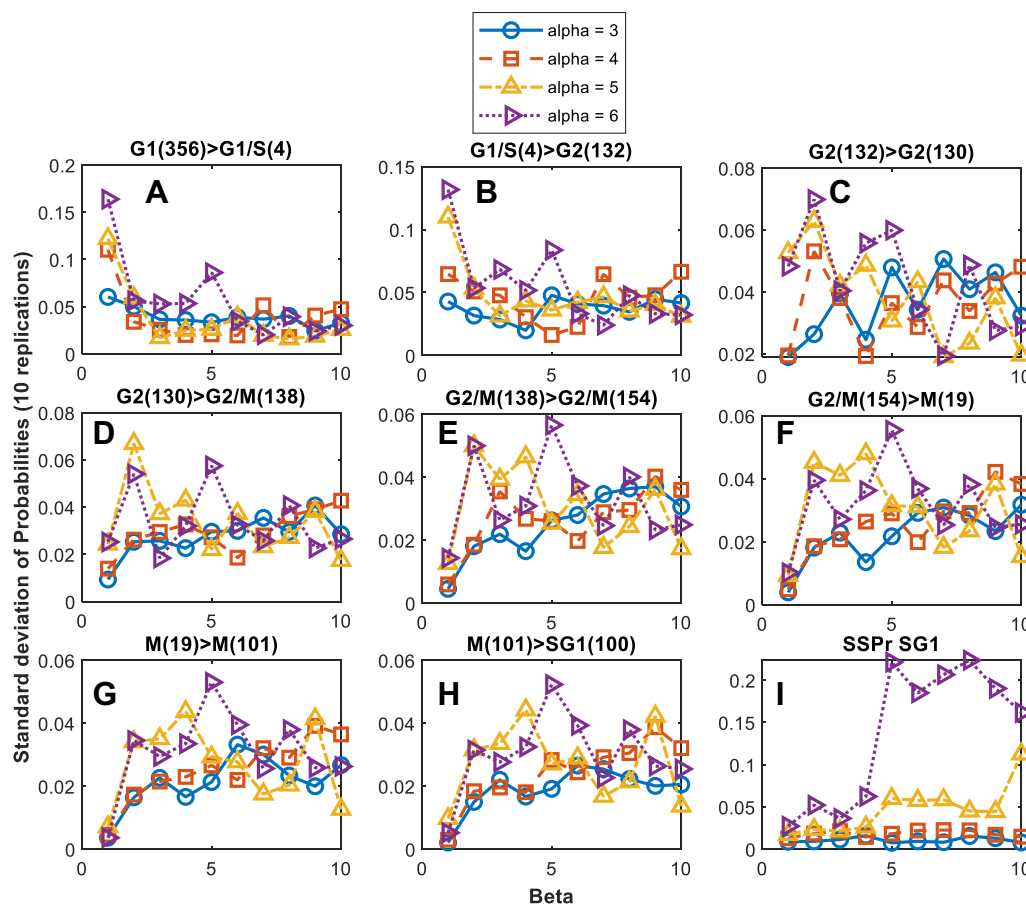 alpha = 3
alpha = 4
alpha = 5
alpha = 6
G1(356)>G1/S(4)
G1/S(4)>G2(132)
G2(132)>G2(130)
A
B
C
0.2
0.15
0.1
0.05
0
0.15
0.1
0.05
0
0.08
0.06
0.04
0.02
0 5 10
0 5 10
0 5 10
G2(130)>G2/M(138)
G2/M(138)>G2/M(154)
G2/M(154)>M(19)
D
E
F
0.08
0.06
0.04
0.02
0
0.06
0.04
0.02
0
0.06
0.04
0.02
0
0 5 10
0 5 10
0 5 10
M(19)>M(101)
M(101)>SG1(100)
SSPr SG1
G
H
I
0.06
0.04
0.02
0
0.06
0.04
0.02
0
0.2
0.15
0.1
0.05
0
0 5 10
0 5 10
0 5 10
Standard deviation of Probabilities (10 replications)
Beta